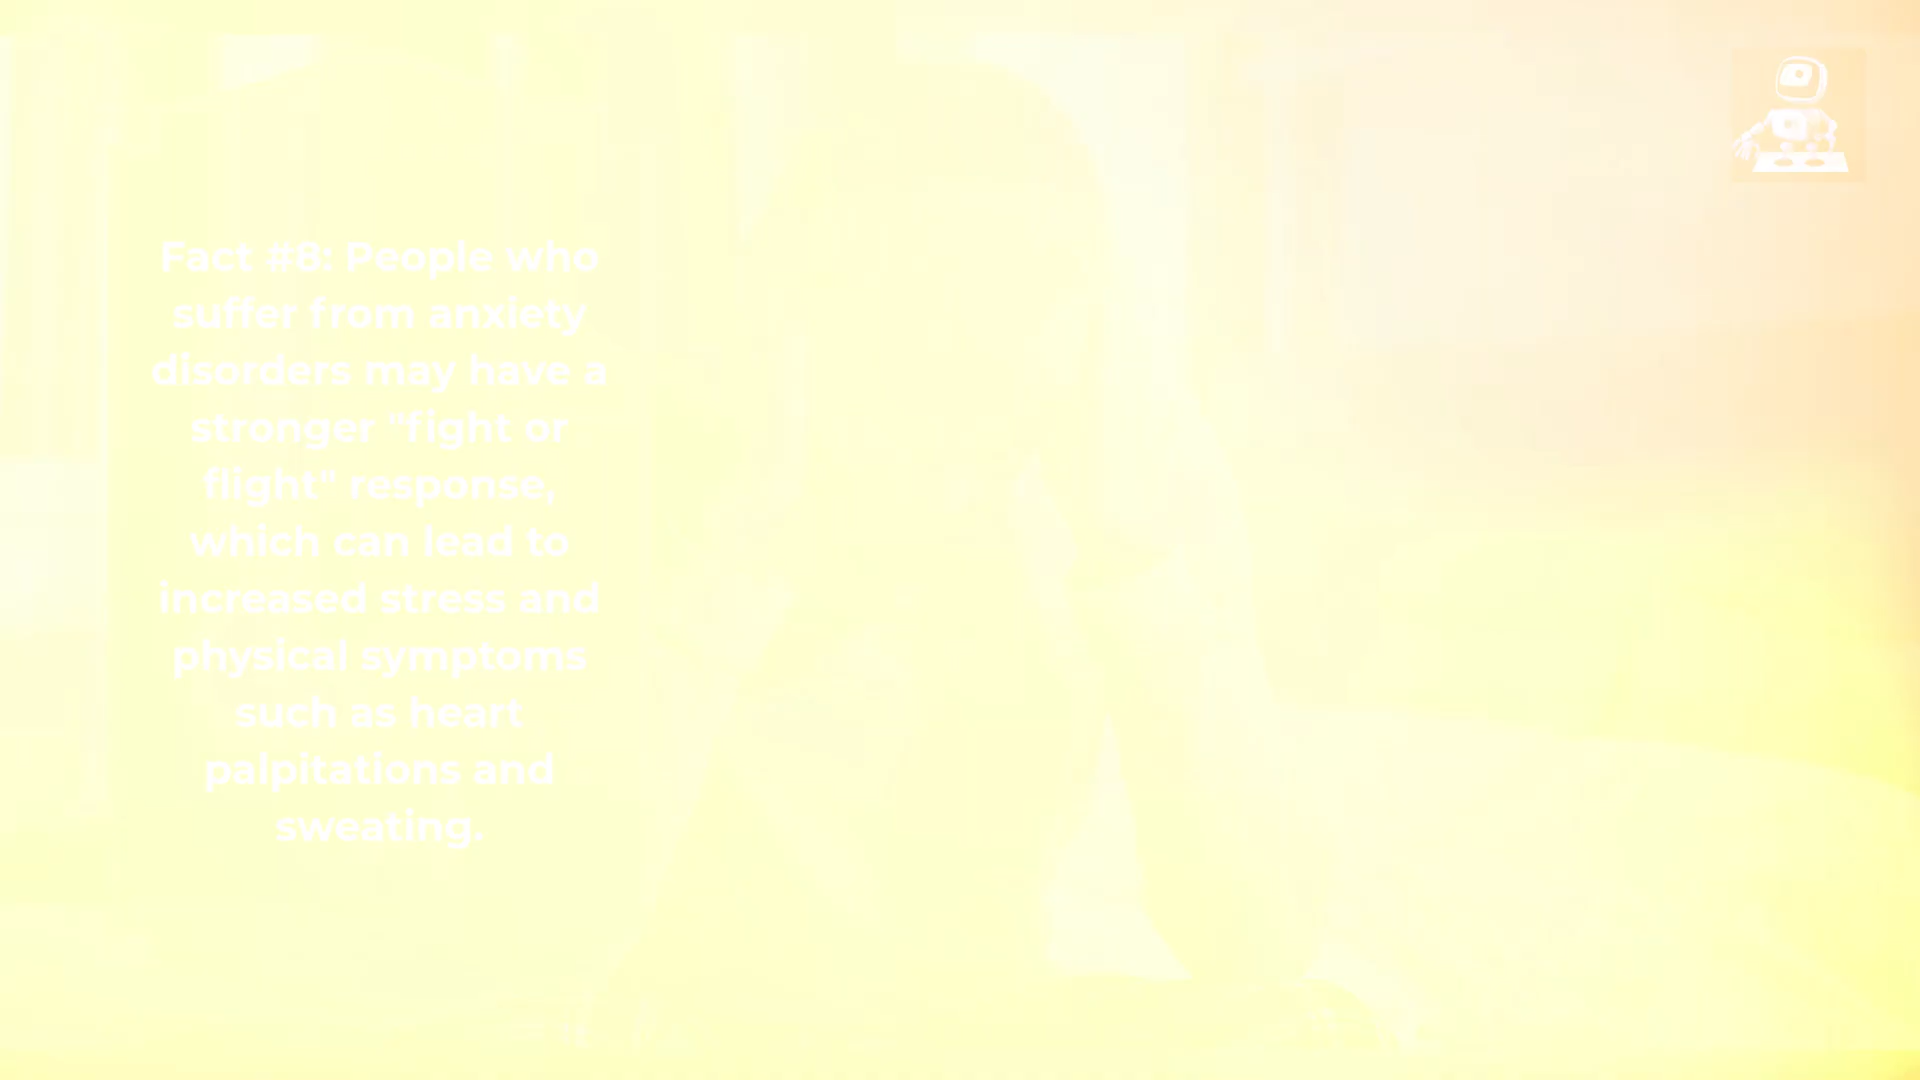 Fact #8: People who
suffer from anxiety
disorders may have a
stronger "fight or
flight" response,
which can lead to
increased stress and
physical symptoms
such as heart
palpitations and
sweating.